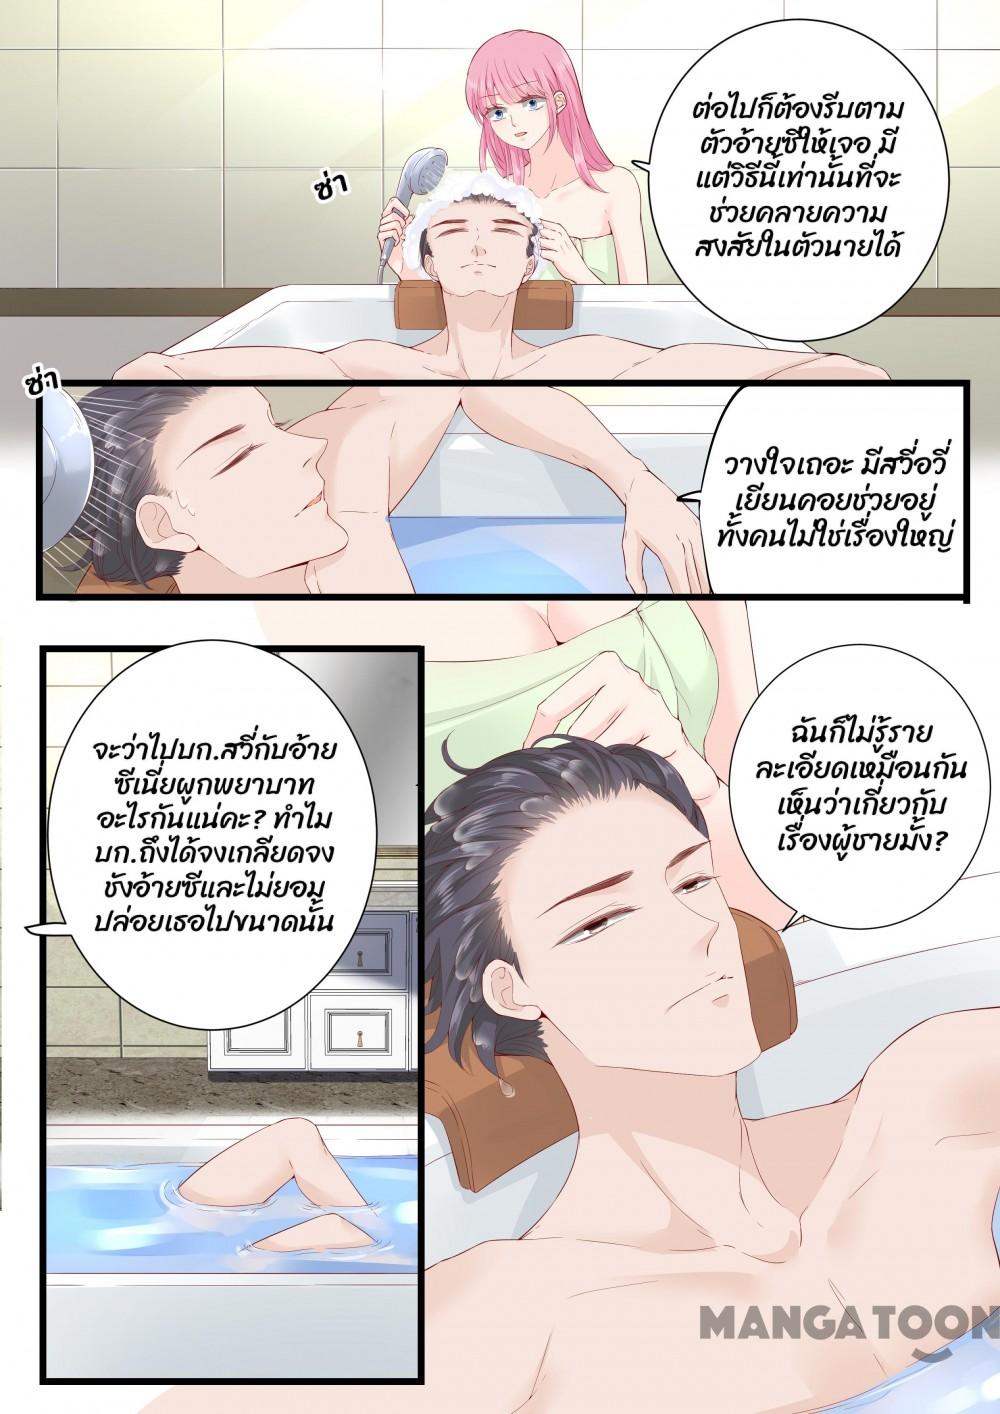 ต่อไปก็ต้องรีบตาม
ตัวอ้ายซีให้เจอ มี
แต่วิธีนี้เท่านั้นที่จะ
ช่วยคลายความ
สงสัยในตัวนายได้
ซ่า
ซ่า
วางใจเถอะ มีสวี่อวี่
เยียนคอยช่วยอยู่
ทั้งคนไม่ใช่เรื่องใหญ่
จะว่าไปบก.สวี่กับอ้าย
ซีเนี่ยผูกพยาบาท
อะไรกันแน่คะ? ทำไม
บก.ถึงได้จงเกลียดจง
ชังอ้ายซีและไม่ยอม
ปล่อยเธอไปขนาดนั้น
ฉันก็ไม่รู้ราย
ละเอียดเหมือนกัน
เห็นว่าเกี่ยวกับ
เรื่องผู้ชายมั้ง?
MANGATOON